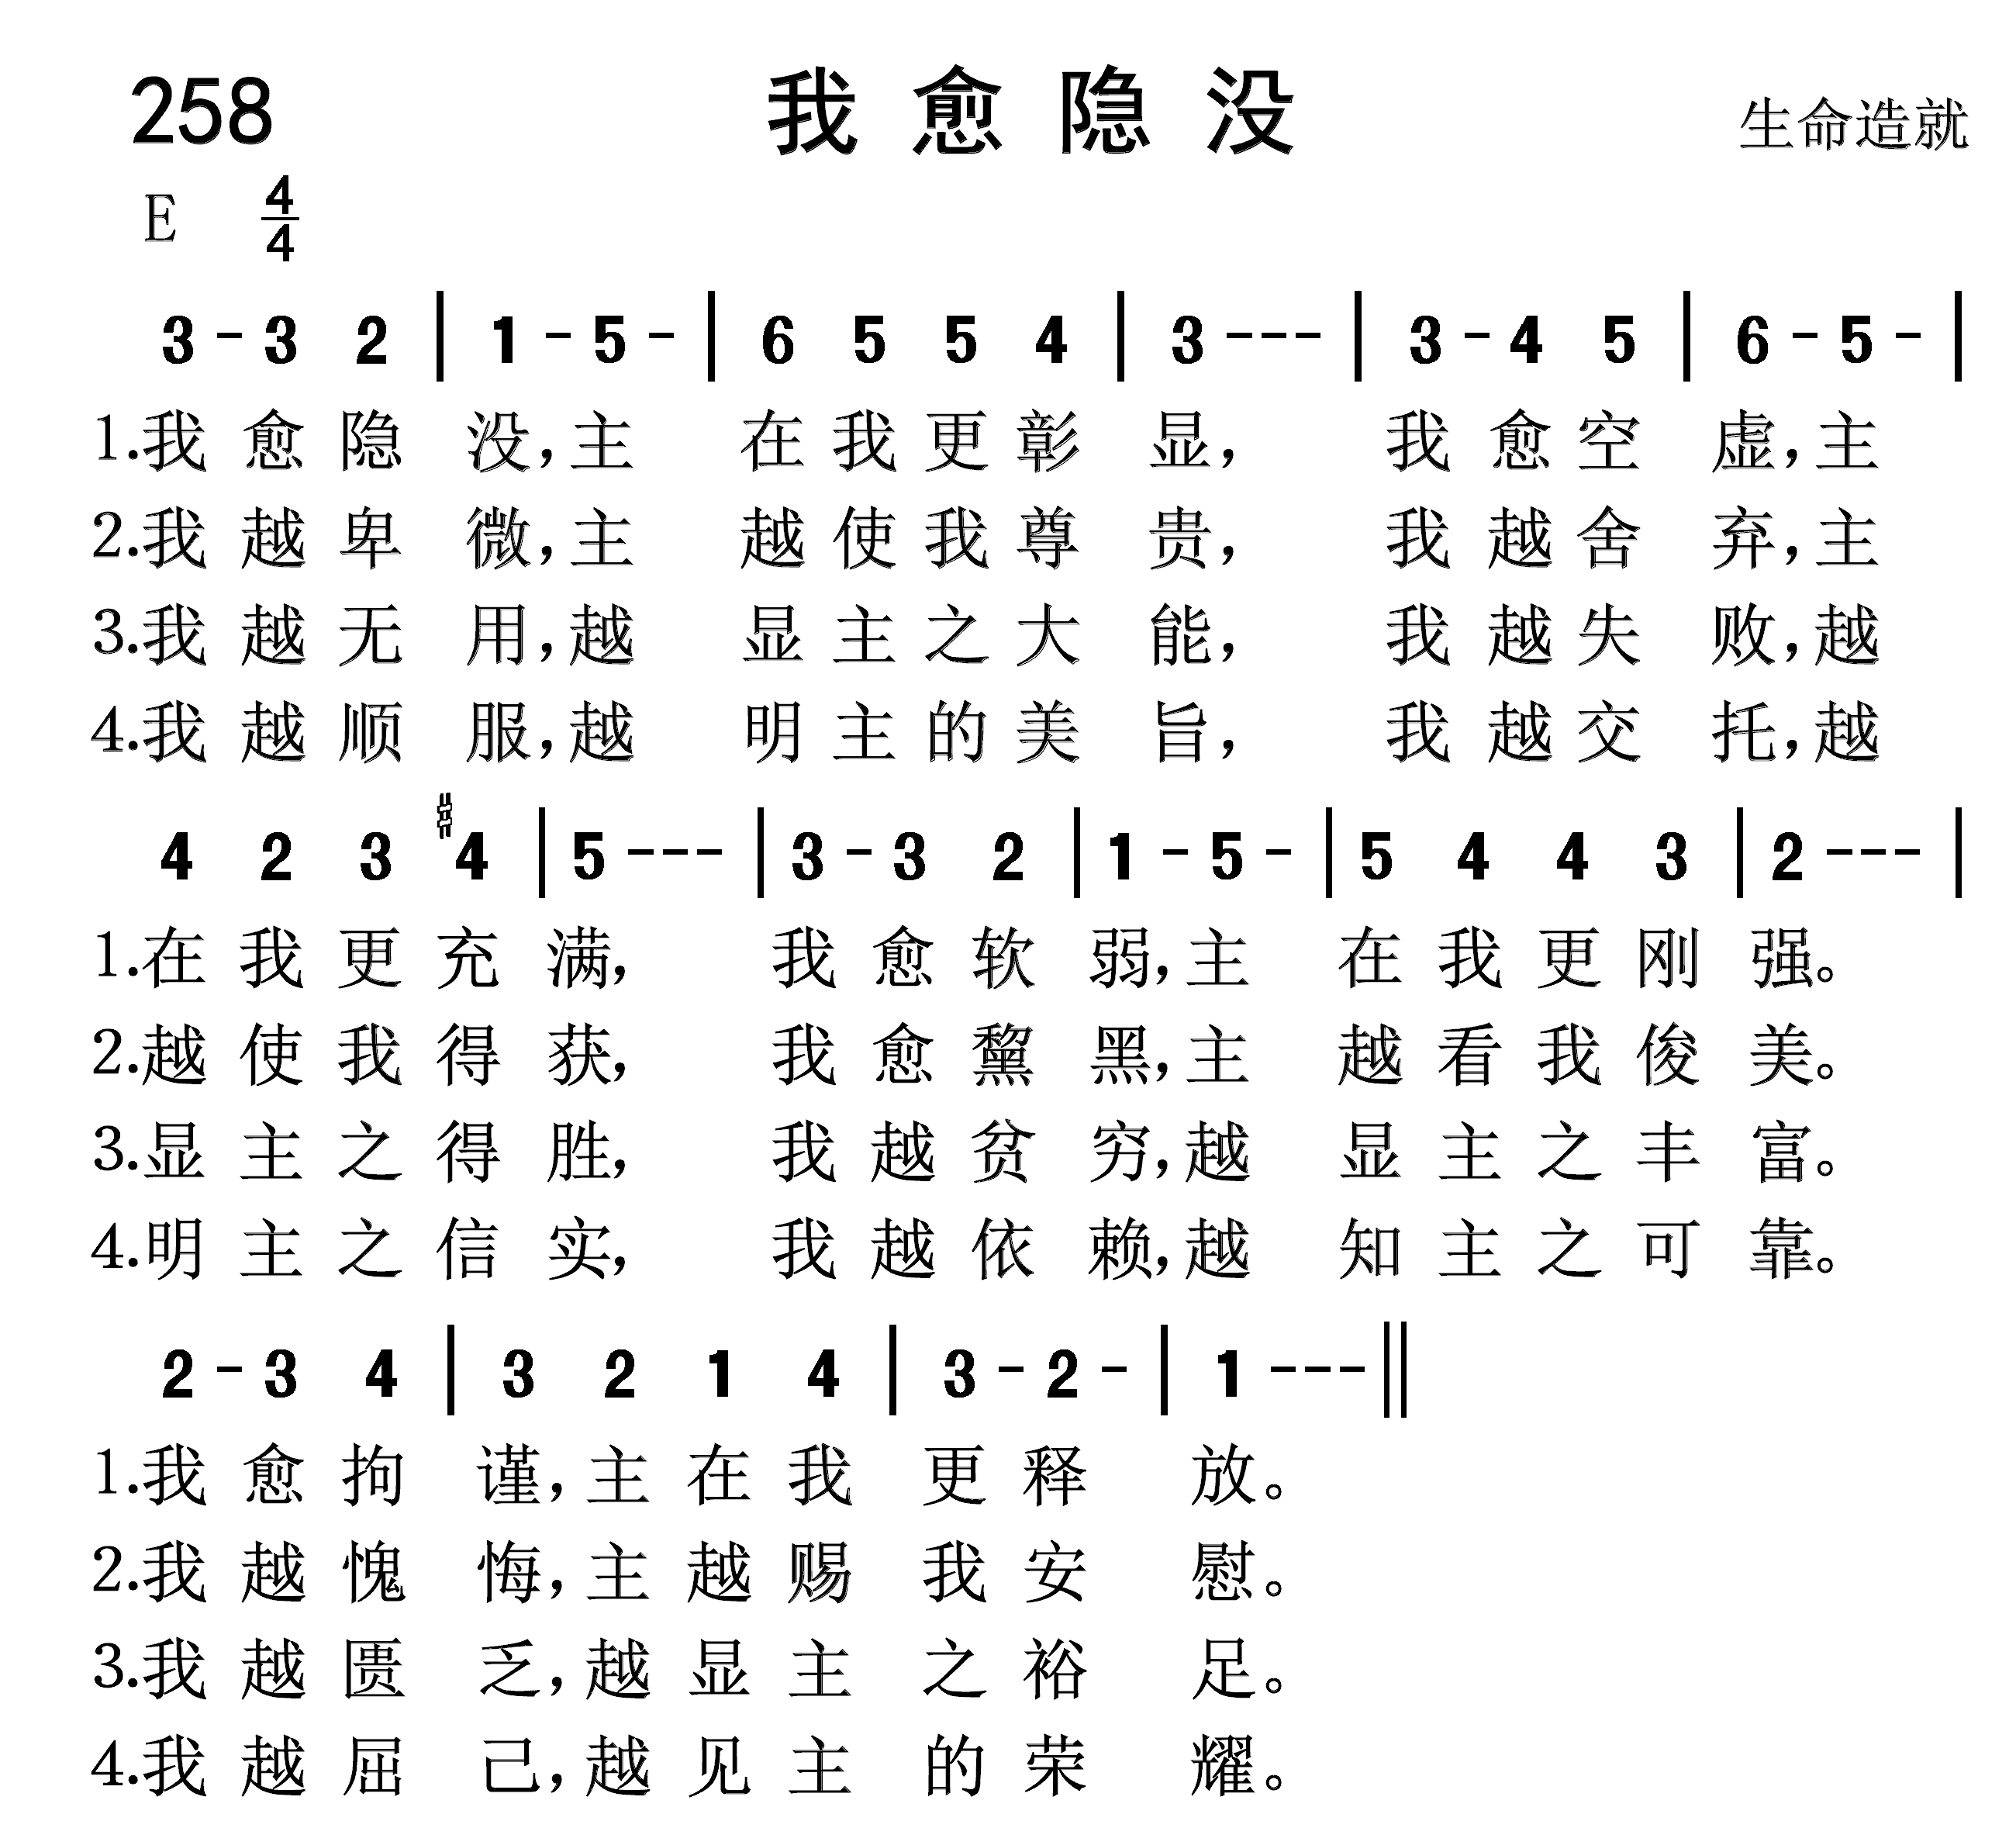 258 我愈隐没 生命造就
E 4/4
3 - 3 2 | 1 - 5 - | 6 5 5 4 | 3 - - - | 3 - 4 5 | 6 - 5 - |
1.我愈隐没,主在我更彰显,我愈空虚,主
2.我越卑微,主越使我尊贵,我越舍弃,主
3.我越无用,越显主之大能,我越失败,越
4.我越顺服,越明主的美旨,我越交托,越
4 2 3 #4 | 5 - - - | 3 - 3 2 | 1 - 5 - | 5 4 4 3 | 2 - - - |
1.在我更充满,我愈软弱,主在我更刚强。
2.越使我得获,我愈黧黑,主越看我俊美。
3.显主之得胜,我越贫穷,越显主之丰富。
4.明主之信实,我越依赖,越知主之可靠。
2 - 3 4 | 3 2 1 4 | 3 - 2 - | 1 - - - ||
1.我愈拘谨,主在我更释放。
2.我越愧悔,主越赐我安慰。
3.我越匮乏,越显主之裕足。
4.我越屈己,越见主的荣耀。